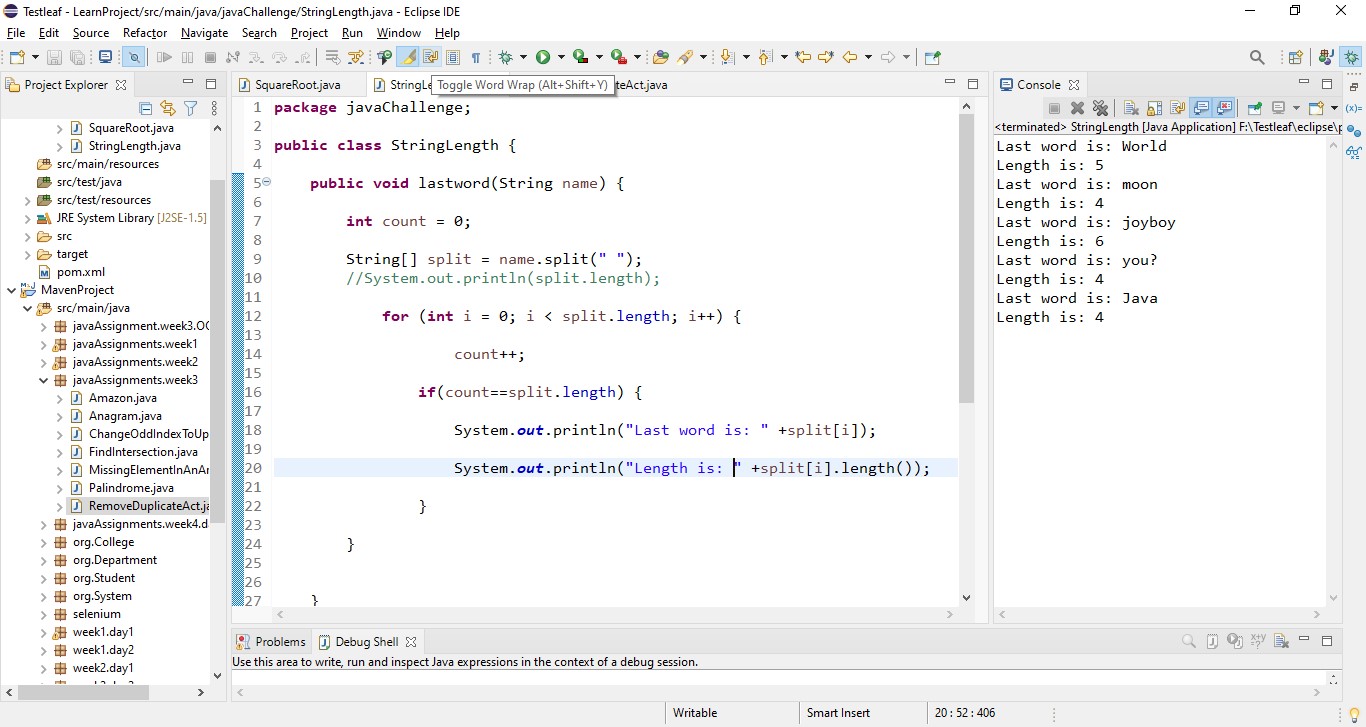 Testleaf - LearnProject/src/main/java/javaChallenge/StringLength.java - Eclipse IDE
File Edit Source Refactor Navigate Search Project Run Window Help
Project Explorer
SquareRoot.java
StringLength.java
src/main/resources
src/test/java
src/test/resources
JRE System Library [J2SE-1.5]
src
target
pom.xml
MavenProject
src/main/java
javaAssignment.week3.OO
javaAssignments.week1
javaAssignments.week2
javaAssignments.week3
Amazon.java
Anagram.java
ChangeOddIndexToUp
FindIntersection.java
MissingElementInAnAr
Palindrome.java
RemoveDuplicateAct.ja
javaAssignments.week4.d
org.College
org.Department
org.Student
org.System
selenium
week1.day1
week1.day2
week2.day1
SquareRoot.java StringLe Toggle Word Wrap (Alt+Shift+Y) teAct.java
1 package javaChallenge;
2
3 public class StringLength {
4
5 public void lastword(String name) {
6
7 int count = 0;
8
9 String[] split = name.split(" ");
10 //System.out.println(split.length);
11
12 for (int i = 0; i < split.length; i++) {
13
14 count++;
15
16 if(count==split.length) {
17
18 System.out.println("Last word is: " +split[i]);
19
20 System.out.println("Length is: " +split[i].length());
21
22 }
23
24 }
25
26
27 }
Console
<terminated> StringLength [Java Application] F:\Testleaf\eclipse\p
Last word is: World
Length is: 5
Last word is: moon
Length is: 4
Last word is: joyboy
Length is: 6
Last word is: you?
Length is: 4
Last word is: Java
Length is: 4
Problems Debug Shell
Use this area to write, run and inspect Java expressions in the context of a debug session.
Writable Smart Insert 20 : 52 : 406